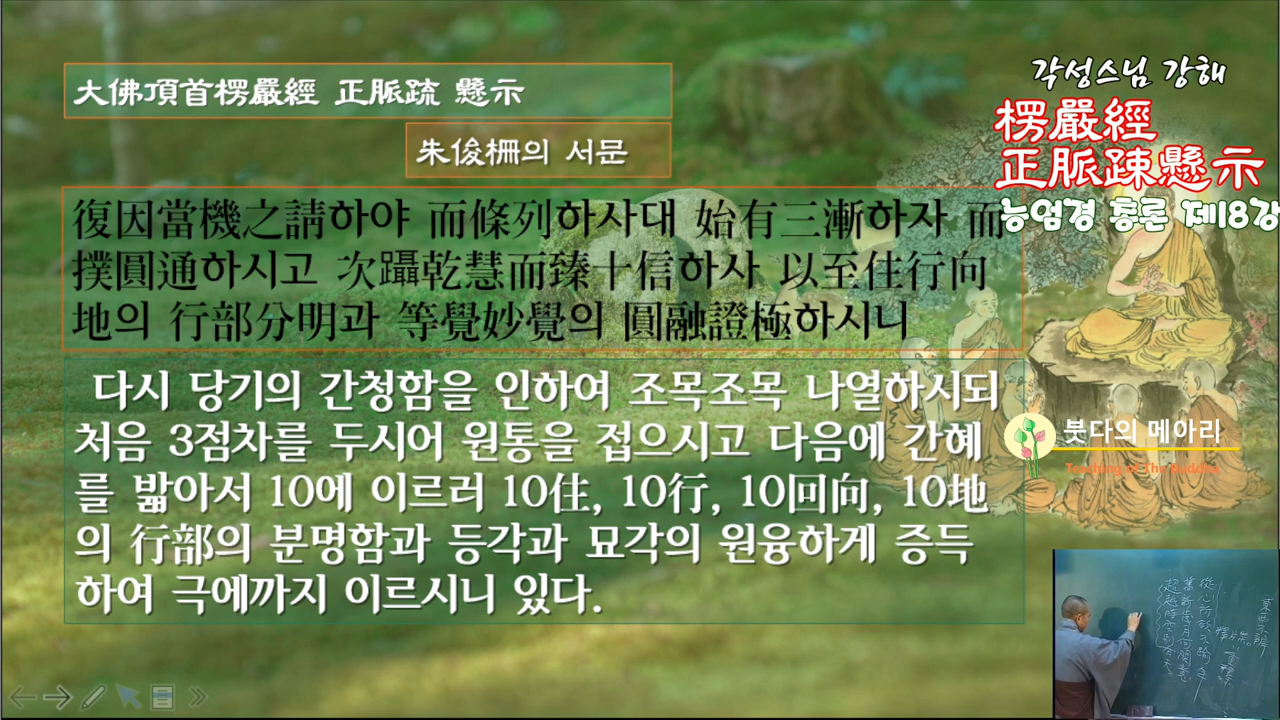 大佛頂首楞嚴經 正脈疏 懸示
朱俊柵의 서문
復因當機之請하야 而條列하사대 始有三漸하자 而
撲圓通하시고 次躡乾慧而臻十信하사 以至住行向
地의 行部分明과 等覺妙覺의 圓融證極하시니
다시 당기의 간청함을 인하여 조목조목 나열하시되
처음 3점차를 두시어 원통을 접으시고 다음에 간혜
를 밟아서 10에 이르러 10住, 10行, 10回向, 10地
의 行部의 분명함과 등각과 묘각의 원융하게 증득
하여 극에까지 이르시니 있다.
각성스님 강해
楞嚴經
正脈疎懸示
능엄경 총론 제18강
붓다의 메아리
Teaching of The Buddha